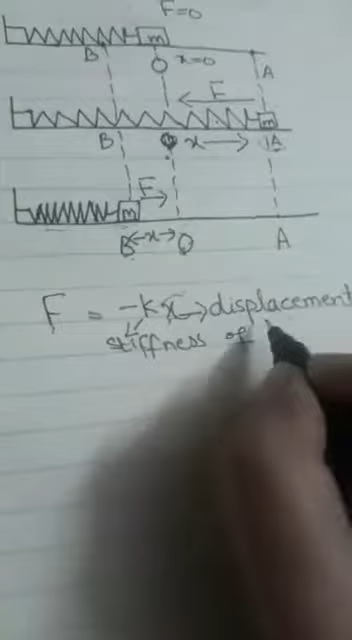 F=0
m
B x=0 A
F
m
B x A
F
m
B x O A
F = -kx → displacement
stiffness of